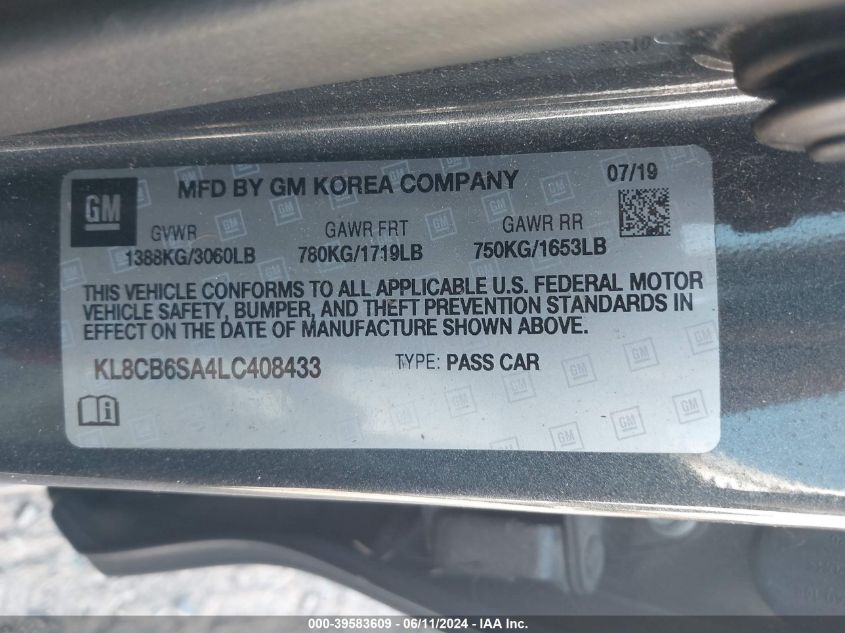 GM
MFD BY GM KOREA COMPANY
07/19
GVWR GAWR FRT GAWR RR
1388KG/3060LB 780KG/1719LB 750KG/1653LB
THIS VEHICLE CONFORMS TO ALL APPLICABLE U.S. FEDERAL MOTOR
VEHICLE SAFETY, BUMPER, AND THEFT PREVENTION STANDARDS IN
EFFECT ON THE DATE OF MANUFACTURE SHOWN ABOVE.
KL8CB6SA4LC408433 TYPE: PASS CAR
000-39583609 - 06/11/2024 - IAA Inc.